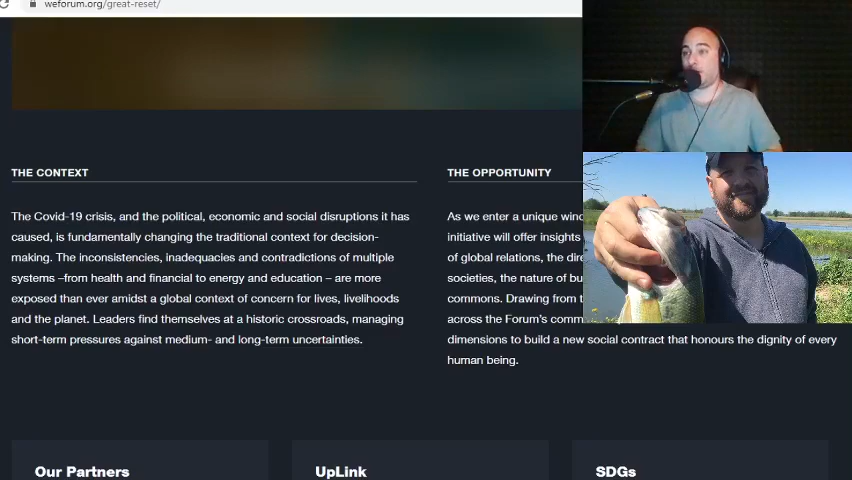 weforum.org/great-reset/
THE CONTEXT
The Covid-19 crisis, and the political, economic and social disruptions it has
caused, is fundamentally changing the traditional context for decision-
making. The inconsistencies, inadequacies and contradictions of multiple
systems –from health and financial to energy and education – are more
exposed than ever amidst a global context of concern for lives, livelihoods
and the planet. Leaders find themselves at a historic crossroads, managing
short-term pressures against medium- and long-term uncertainties.
THE OPPORTUNITY
As we enter a unique
initiative will offer insights
of global relations, the
societies, the nature of
commons. Drawing from
across the Forum's
dimensions to build a new social contract that honours the dignity of every
human being.
Our Partners
UpLink
SDGs